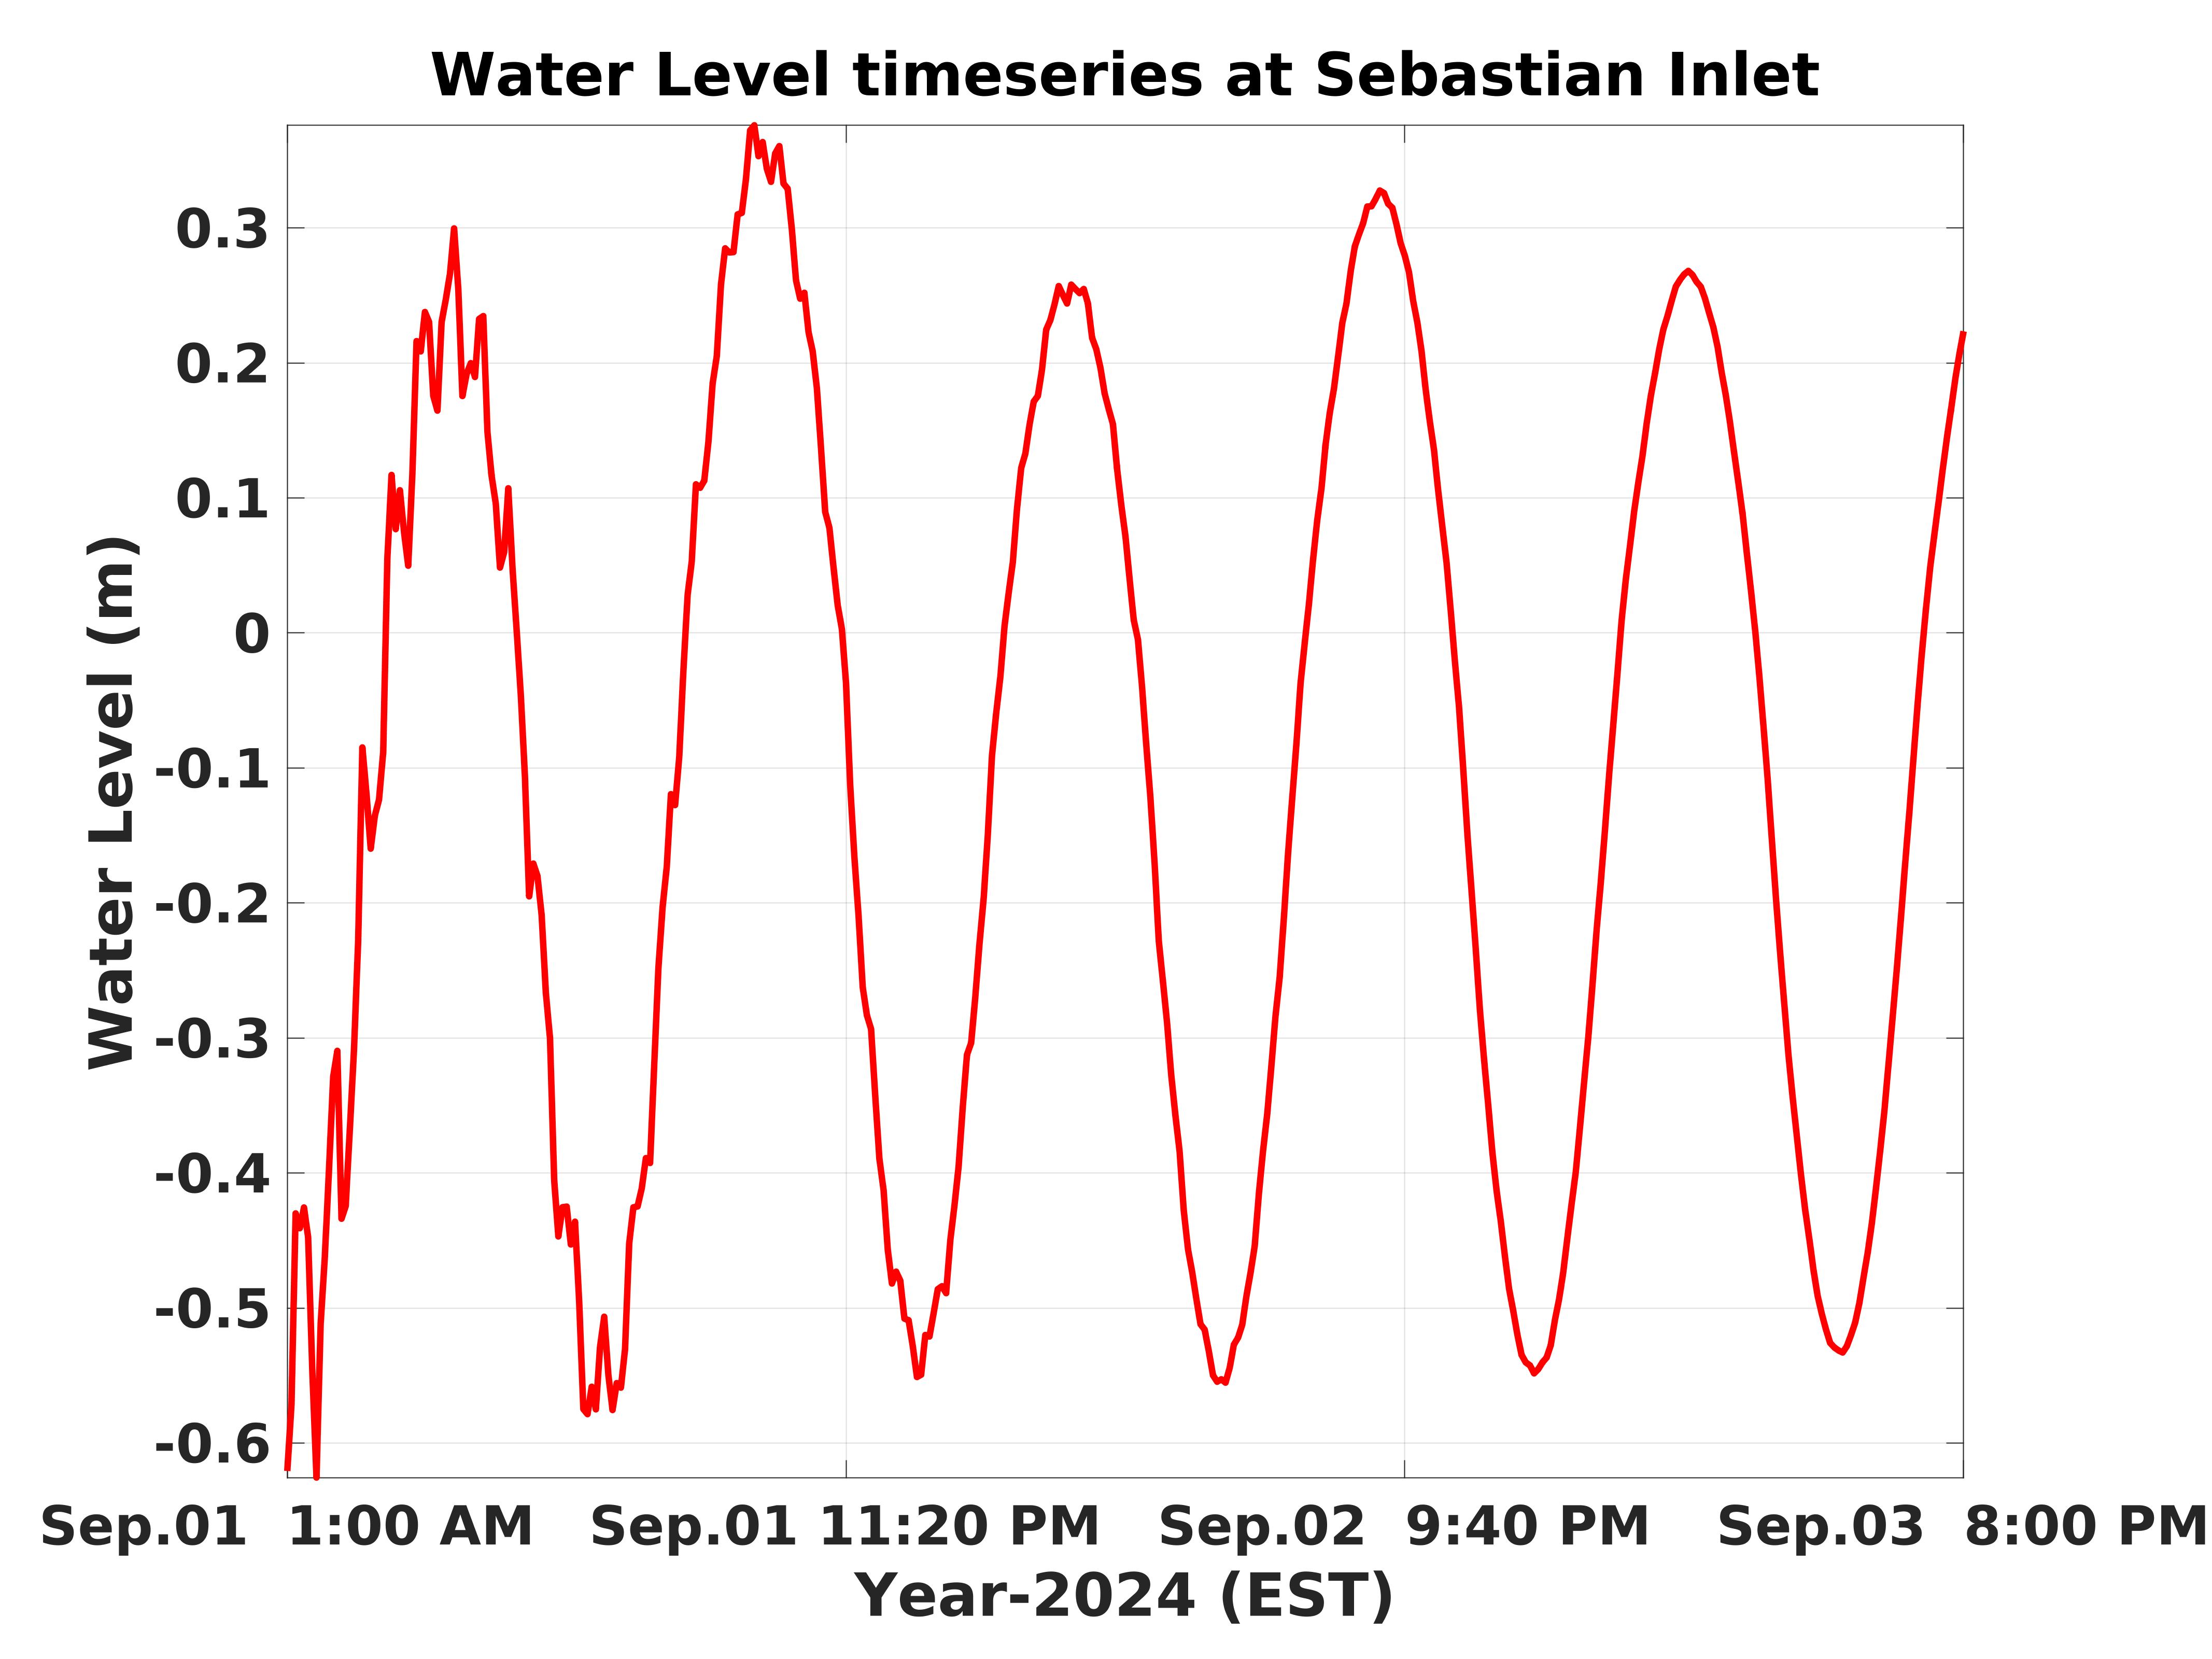 Water Level timeseries at Sebastian Inlet
Water Level (m)
0.3
0.2
0.1
0
-0.1
-0.2
-0.3
-0.4
-0.5
-0.6
Sep.01 1:00 AM
Sep.01 11:20 PM
Sep.02 9:40 PM
Sep.03 8:00 PM
Year-2024 (EST)